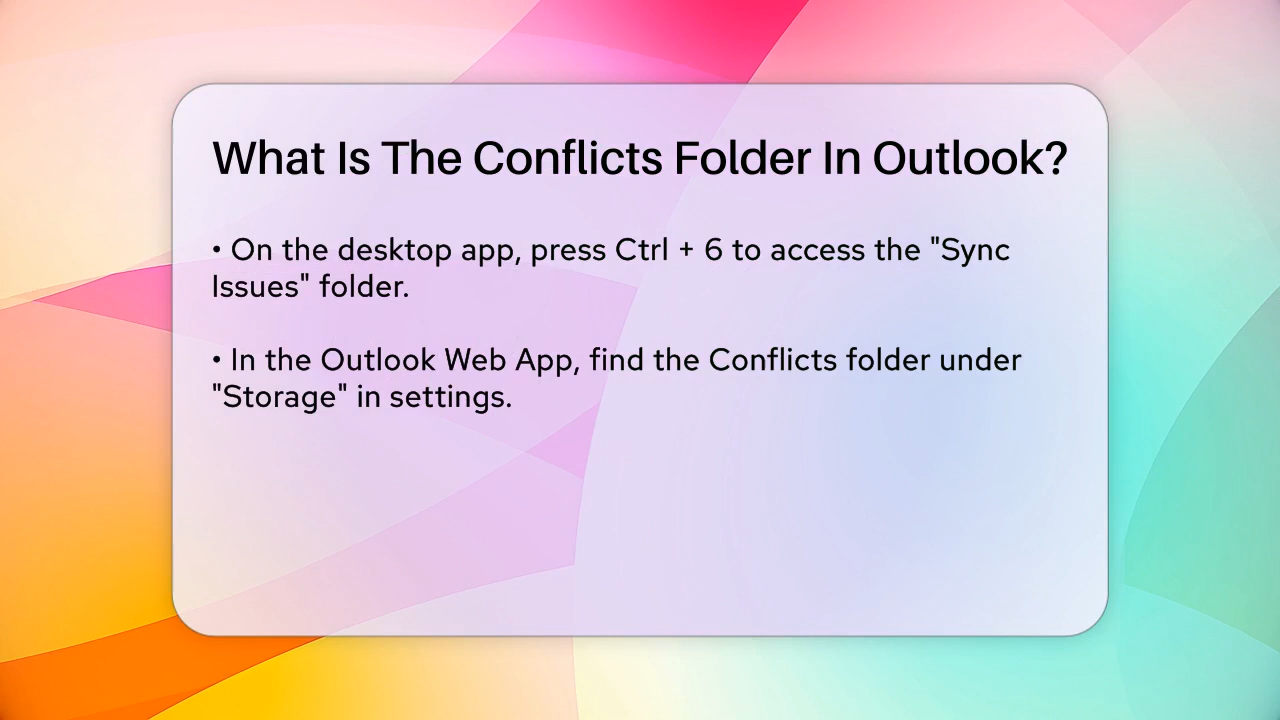 What Is The Conflicts Folder In Outlook?
• On the desktop app, press Ctrl + 6 to access the "Sync
Issues" folder.
• In the Outlook Web App, find the Conflicts folder under
"Storage" in settings.